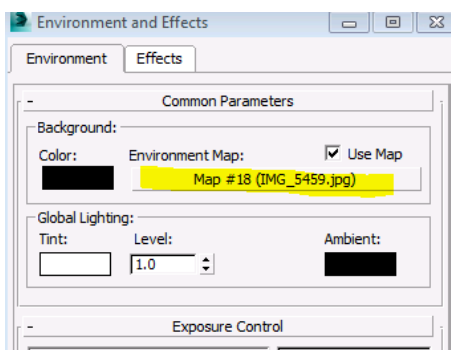 Environment and Effects
Environment Effects
- Common Parameters
Background:
Color: Environment Map: Use Map
Map #18 (IMG_5459.jpg)
Global Lighting:
Tint: Level: Ambient:
1.0
- Exposure Control